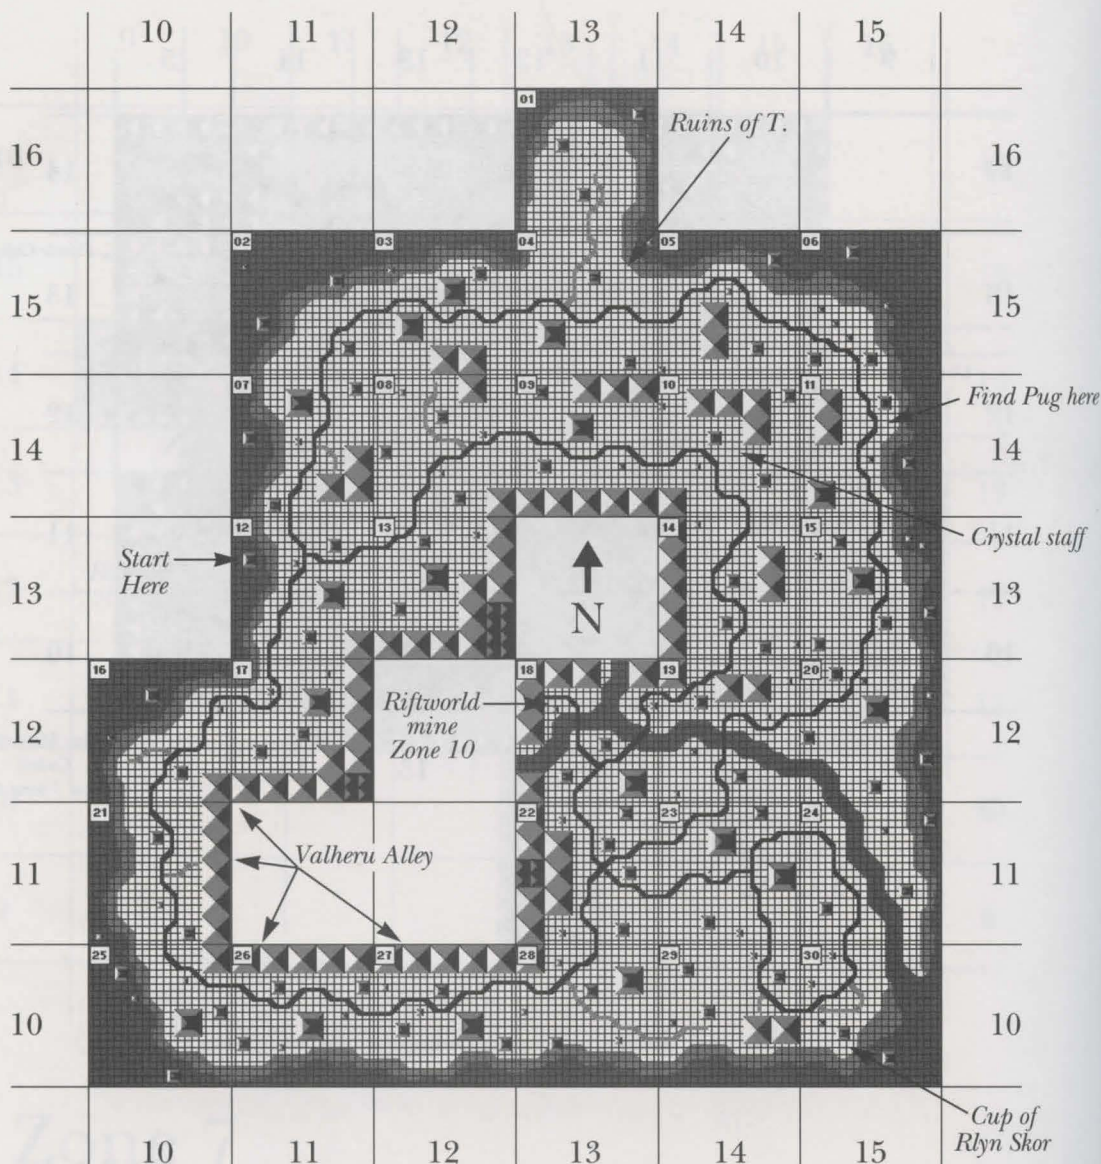 10 11 12 13 14 15
01
Ruins of T.
16 16
02 03 04 05 06
15 15
07 08 09 10 11
Find Pug here
14 14
12 13 14 15
Crystal staff
Start
Here
13 13
N
16 17 18 19 20
Riftworld
mine
Zone 10
12 12
21 22 23 24
Valheru Alley
11 11
25 26 27 28 29 30
10 10
Cup of
Rlyn Skor
10 11 12 13 14 15